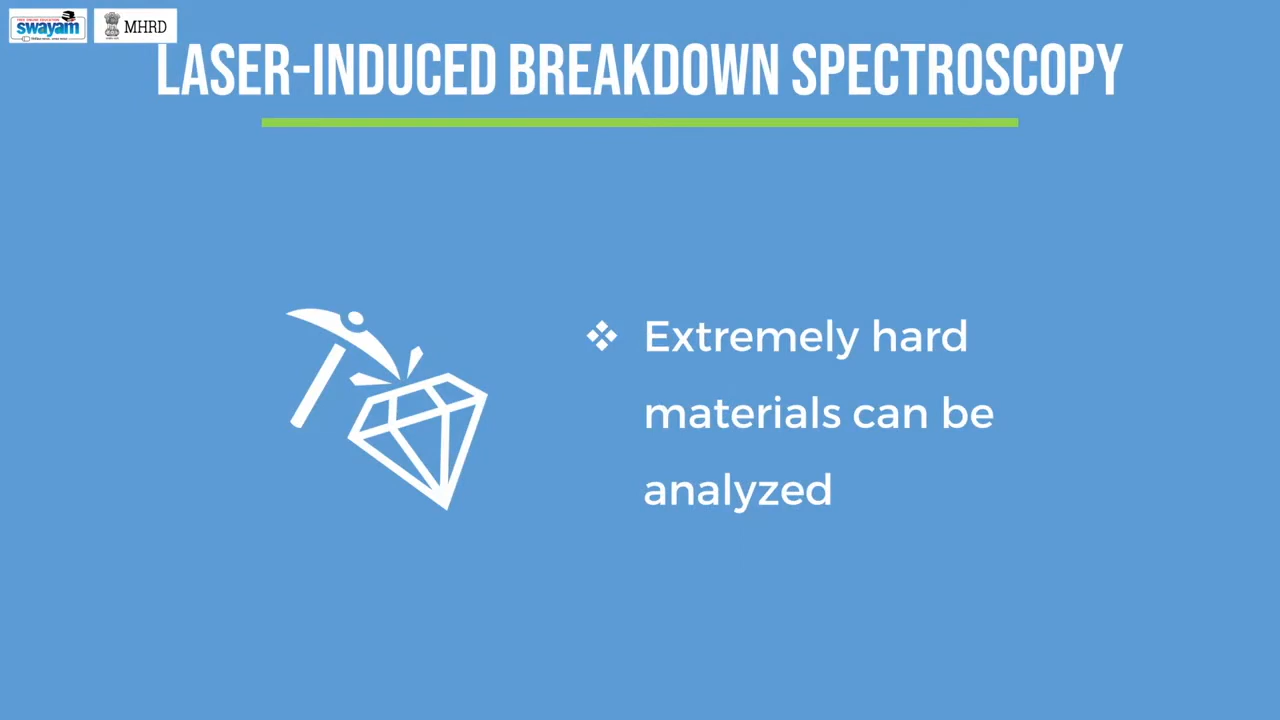 swayam
MHRD
LASER-INDUCED BREAKDOWN SPECTROSCOPY
Extremely hard
materials can be
analyzed